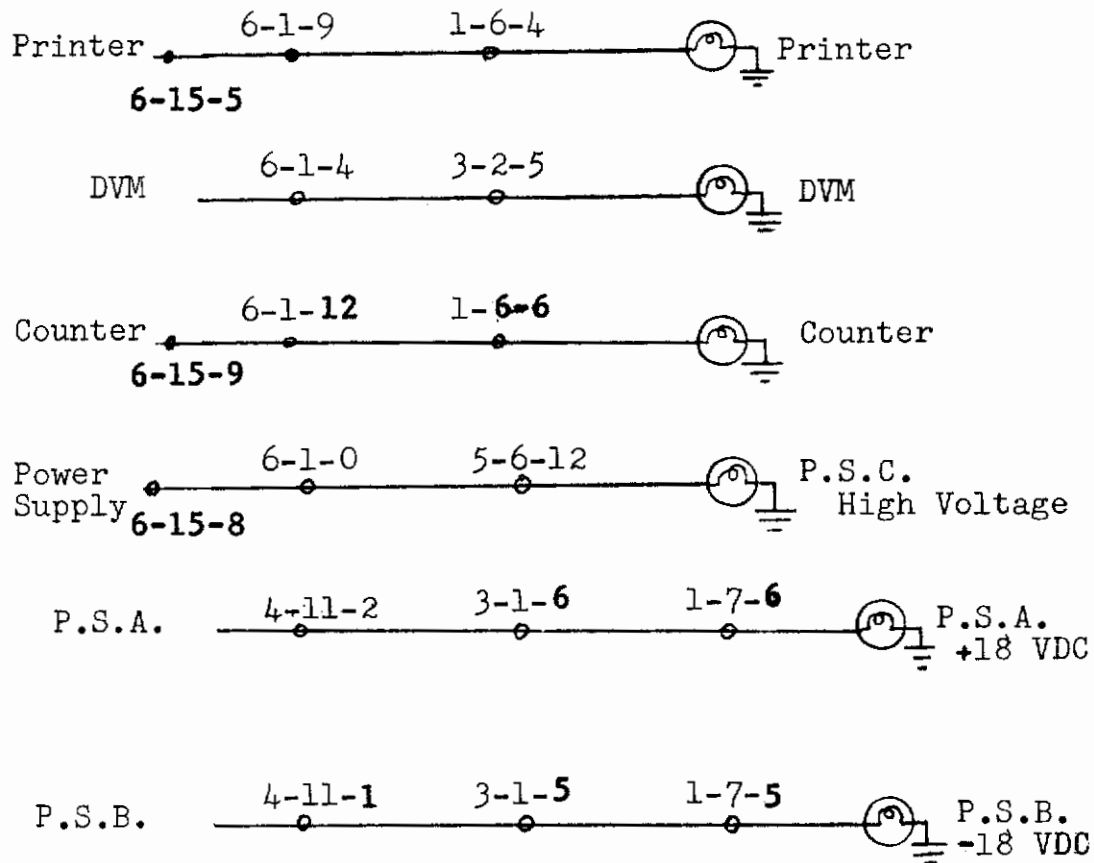 6-1-9 1-6-4
Printer Printer
6-15-5
6-1-4 3-2-5
DVM DVM
6-1-12 1-6-6
Counter Counter
6-15-9
6-1-0 5-6-12
Power P.S.C.
Supply High Voltage
6-15-8
4-11-2 3-1-6 1-7-6
P.S.A. P.S.A.
+18 VDC
4-11-1 3-1-5 1-7-5
P.S.B. P.S.B.
-18 VDC